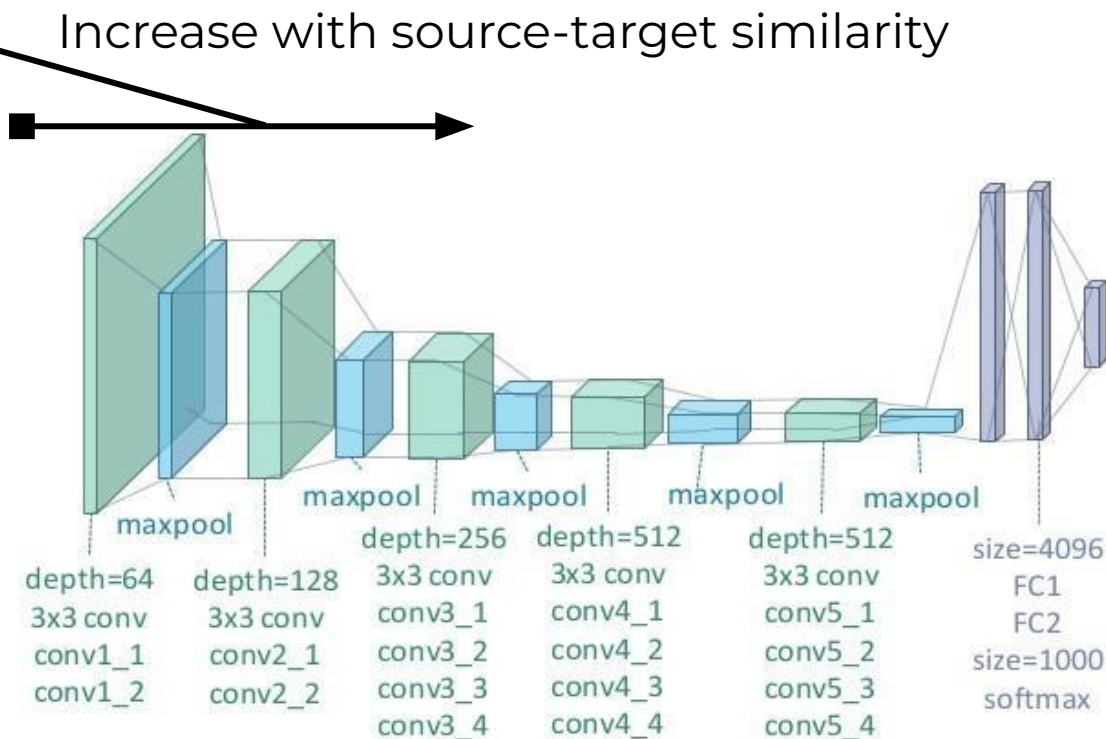 Increase with source-target similarity
maxpool
maxpool
maxpool
maxpool
maxpool
depth=64
3x3 conv
conv1_1
conv1_2
depth=128
3x3 conv
conv2_1
conv2_2
depth=256
3x3 conv
conv3_1
conv3_2
conv3_3
conv3_4
depth=512
3x3 conv
conv4_1
conv4_2
conv4_3
conv4_4
depth=512
3x3 conv
conv5_1
conv5_2
conv5_3
conv5_4
size=4096
FC1
FC2
size=1000
softmax